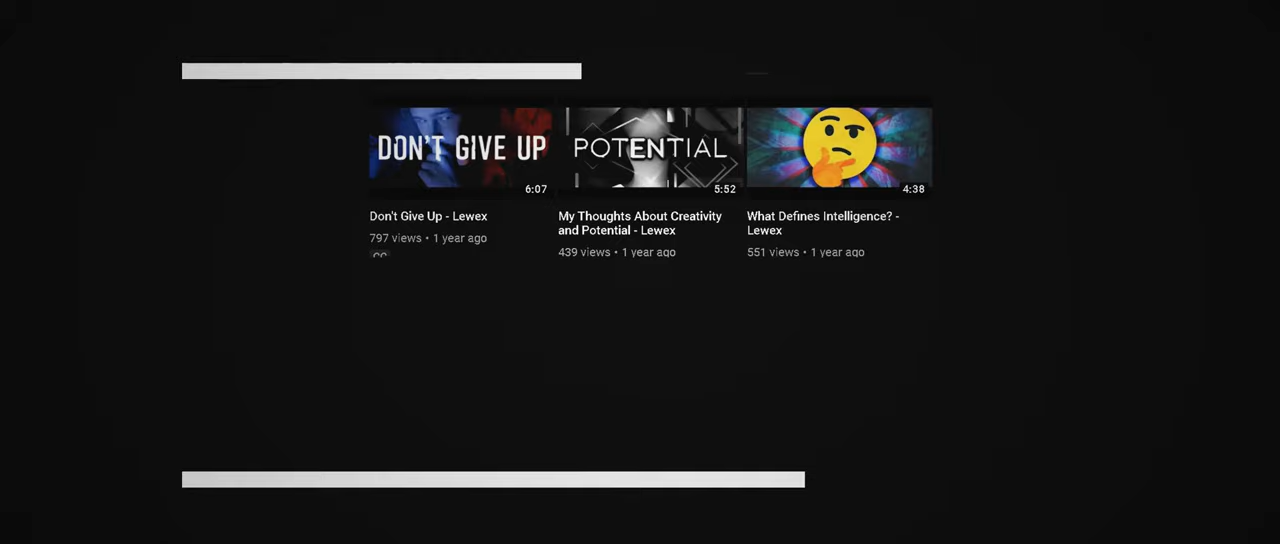 DON'T GIVE UP
6:07
POTENTIAL
5:52
4:38
Don't Give Up - Lewex
797 views • 1 year ago
CC
My Thoughts About Creativity
and Potential - Lewex
439 views • 1 year ago
What Defines Intelligence? -
Lewex
551 views • 1 year ago